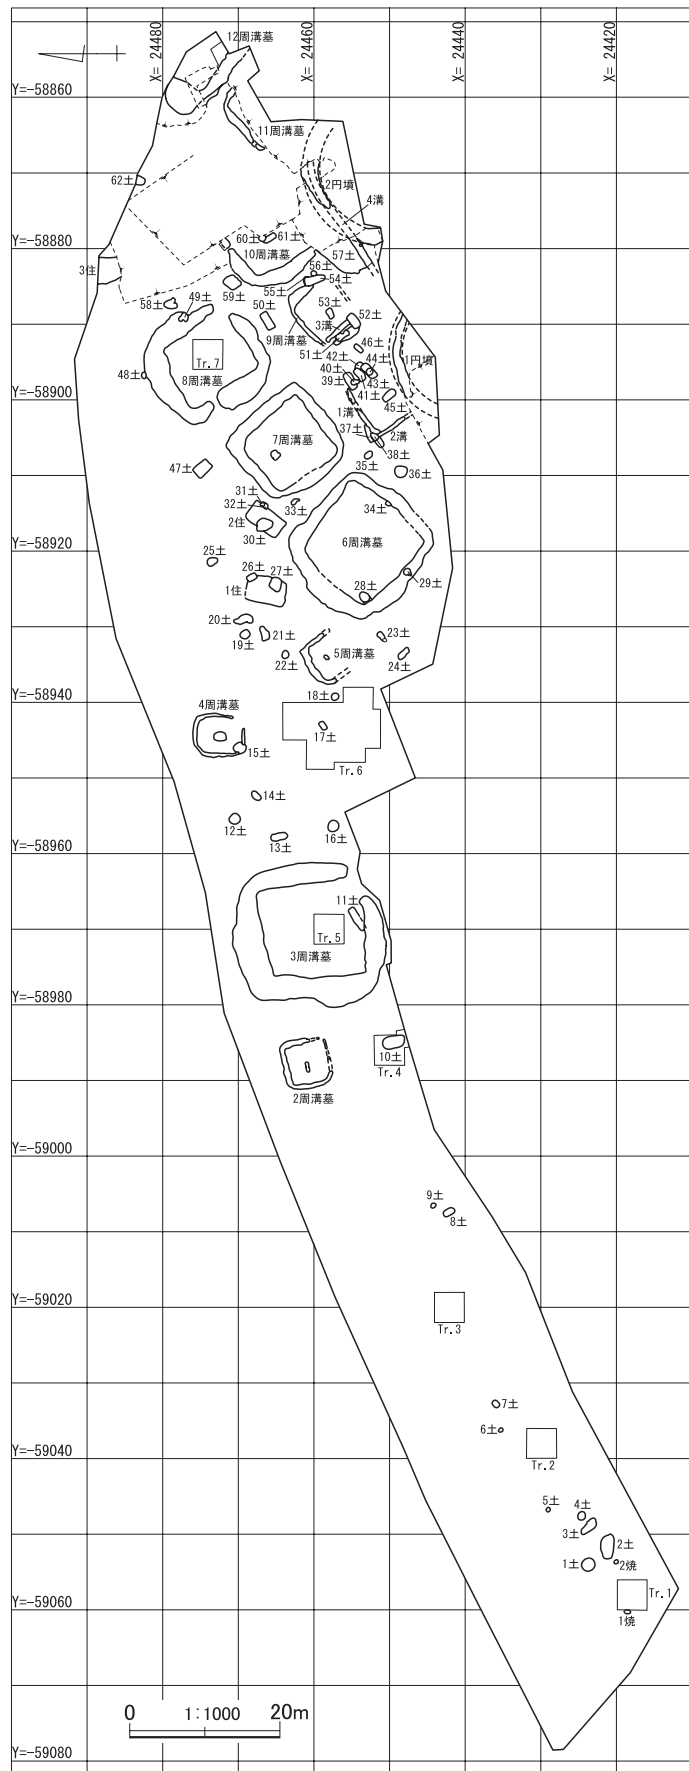 X= 24480
X= 24460
X= 24440
X= 24420
12周溝墓
Y=-58860
11周溝墓
62土
2円墳
4溝
60土
61土
Y=-58880
57土
10周溝墓
56土
3住
55土
54土
59土
58土
49土
50土
53土
52土
9周溝墓
3溝
51土
46土
Tr.7
42土
44土
1円墳
48土
8周溝墓
40土
39土
43土
Y=-58900
41土
45土
1溝
37土
2溝
7周溝墓
38土
47土
35土
36土
31土
32土
33土
34土
2住
30土
6周溝墓
Y=-58920
25土
26土
27土
1住
28土
29土
20土
19土
21土
23土
22土
5周溝墓
24土
18土
Y=-58940
4周溝墓
17土
15土
Tr.6
14土
12土
13土
16土
Y=-58960
11土
Tr.5
3周溝墓
Y=-58980
10土
Tr.4
2周溝墓
Y=-59000
9土
8土
Y=-59020
Tr.3
7土
6土
Y=-59040
Tr.2
5土
4土
3土
2土
1土
2焼
Tr.1
Y=-59060
1焼
0 1:1000 20m
Y=-59080